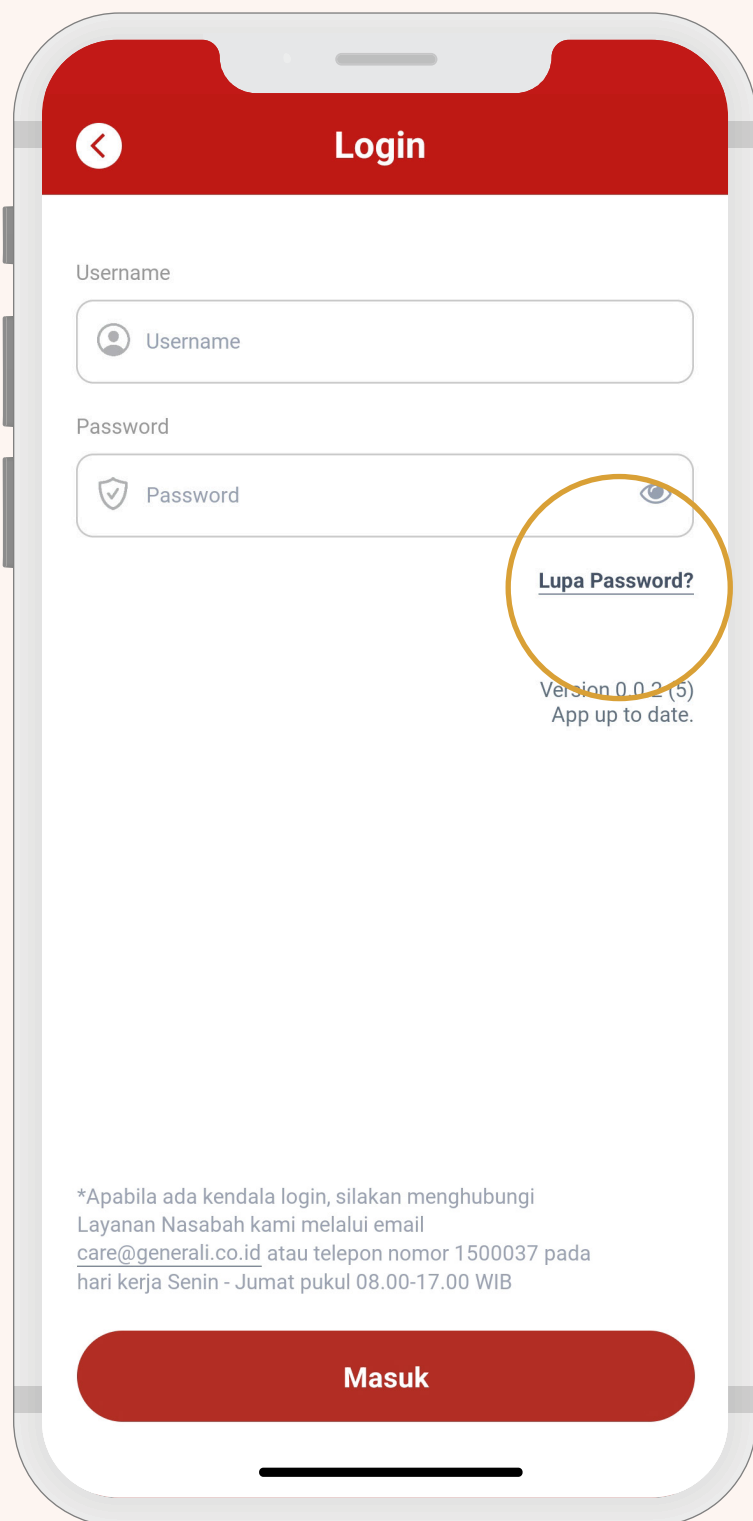 Login
Username
Username
Password
Password
Lupa Password?
Version 0.0.2 (5)
App up to date.
*Apabila ada kendala login, silakan menghubungi
Layanan Nasabah kami melalui email
care@generali.co.id atau telepon nomor 1500037 pada
hari kerja Senin - Jumat pukul 08.00-17.00 WIB
Masuk